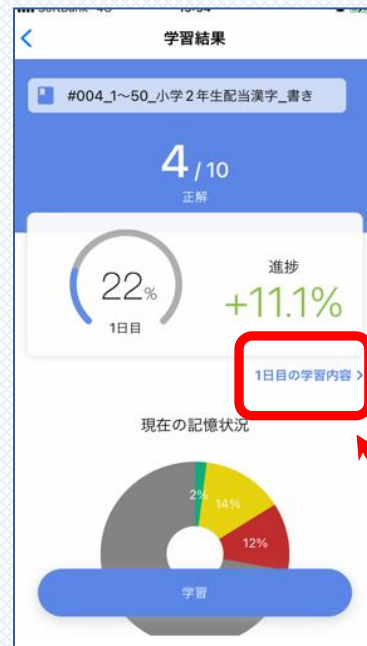 学習結果
#004_1〜50_小学2年生配当漢字_書き
4/10
正解
22%
1日目
進捗
+11.1%
1日目の学習内容 >
現在の記憶状況
2%
14%
12%
学習